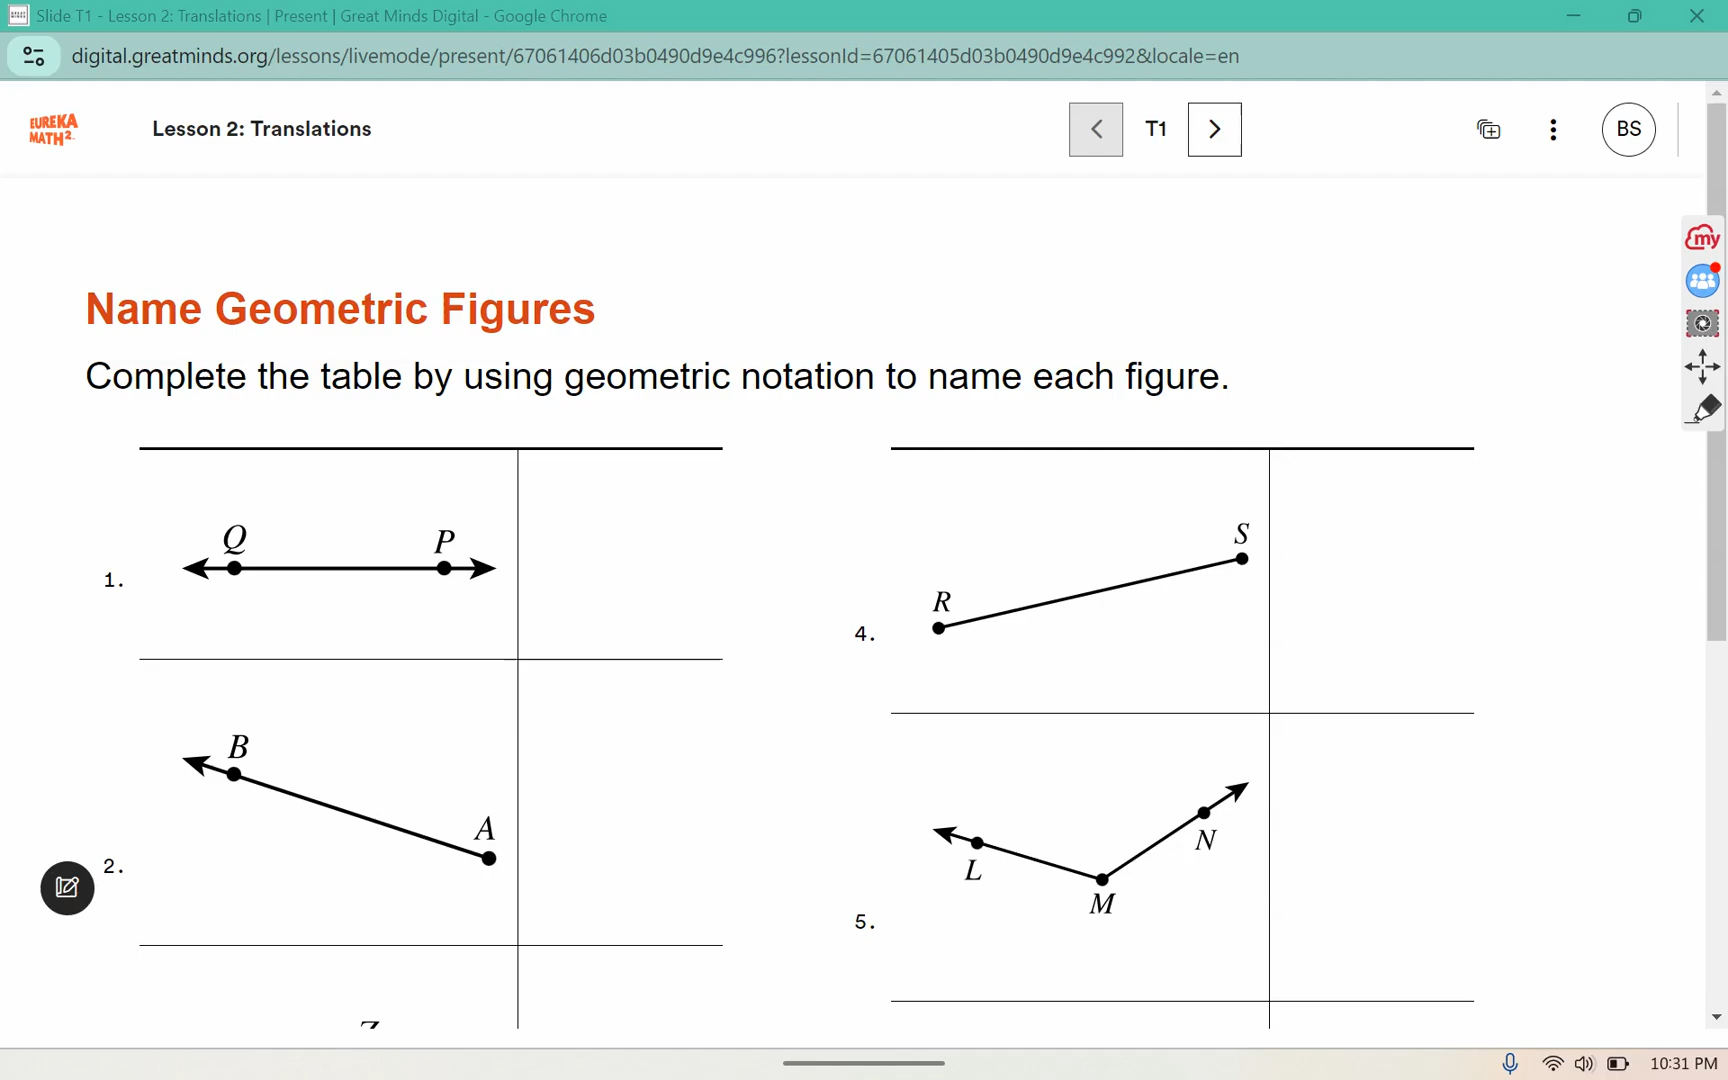 Slide T1 - Lesson 2: Translations | Present | Great Minds Digital - Google Chrome
digital.greatminds.org/lessons/livemode/present/67061406d03b0490d9e4c996?lessonId=67061405d03b0490d9e4c992&locale=en
EUREKA
MATH²
Lesson 2: Translations
T1
BS
my
Name Geometric Figures
Complete the table by using geometric notation to name each figure.
1.
Q P
2.
B
A
Z
4.
S
R
5.
N
L
M
10:31 PM